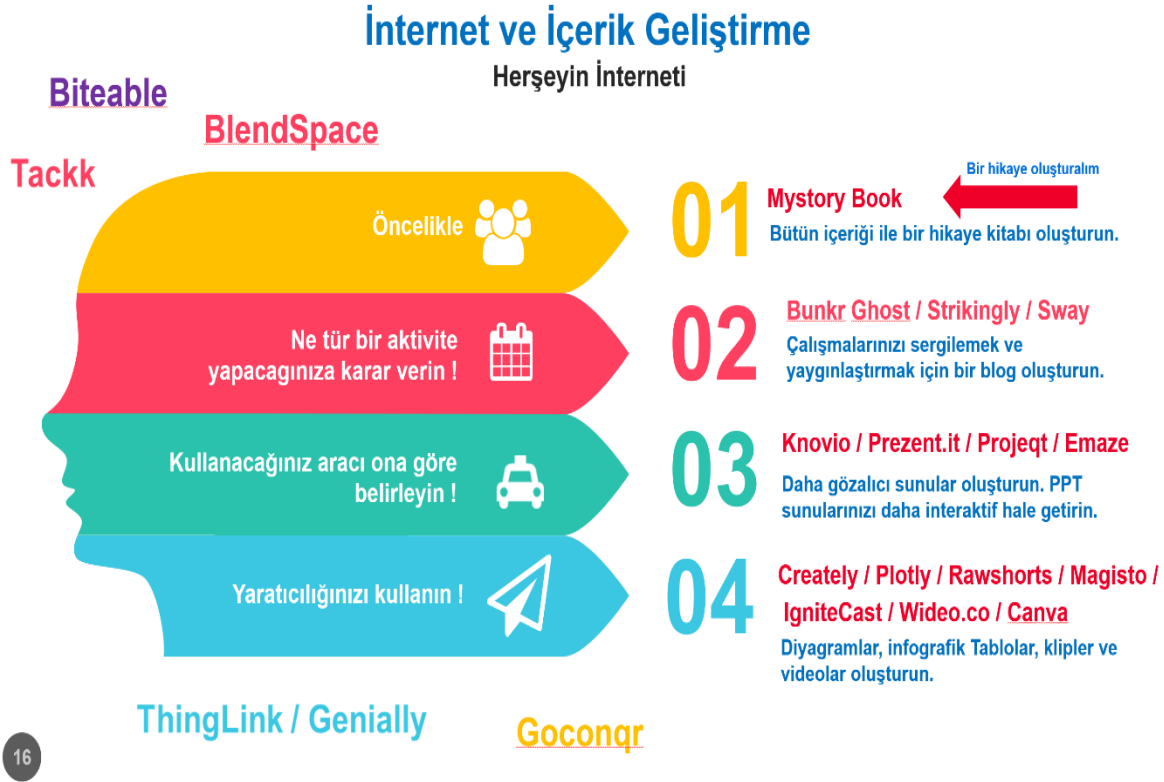 İnternet ve İçerik Geliştirme
Herşeyin İnterneti
Biteable
BlendSpace
Tackk
Öncelikle
01
Mystory Book
Bir hikaye oluşturalım
Bütün içeriği ile bir hikaye kitabı oluşturun.
Ne tür bir aktivite
yapacagınıza karar verin !
02
Bunkr Ghost / Strikingly / Sway
Çalışmalarınızı sergilemek ve
yaygınlaştırmak için bir blog oluşturun.
Kullanacağınız aracı ona göre
belirleyin !
03
Knovio / Prezent.it / Projeqt / Emaze
Daha gözalıcı sunular oluşturun. PPT
sunularınızı daha interaktif hale getirin.
Yaratıcılığınızı kullanın !
04
Creately / Plotly / Rawshorts / Magisto /
IgniteCast / Wideo.co / Canva
Diyagramlar, infografik Tablolar, klipler ve
videolar oluşturun.
ThingLink / Genially
Goconqr
16